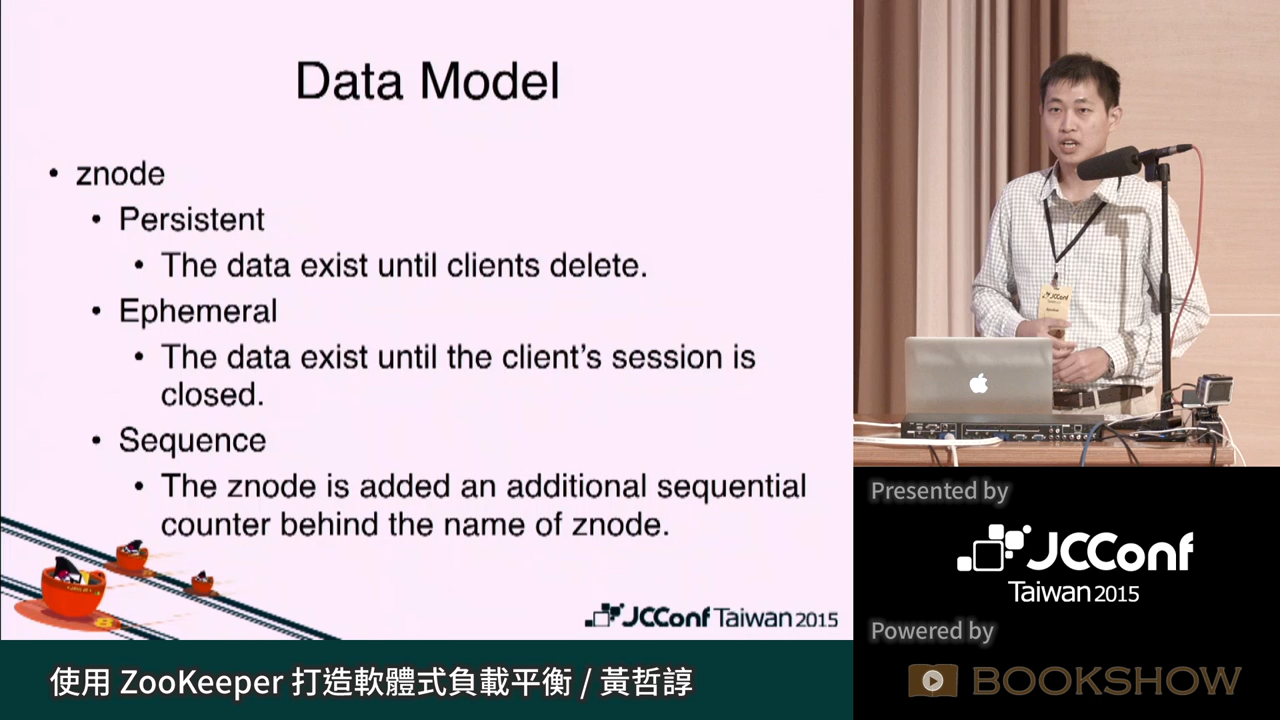 Data Model
• znode
• Persistent
• The data exist until clients delete.
• Ephemeral
• The data exist until the client's session is
closed.
• Sequence
• The znode is added an additional sequential
counter behind the name of znode.
JCConf Taiwan 2015
使用 ZooKeeper 打造軟體式負載平衡 / 黃哲諄
JCConf
Presented by
JCConf
Taiwan 2015
Powered by
BOOKSHOW